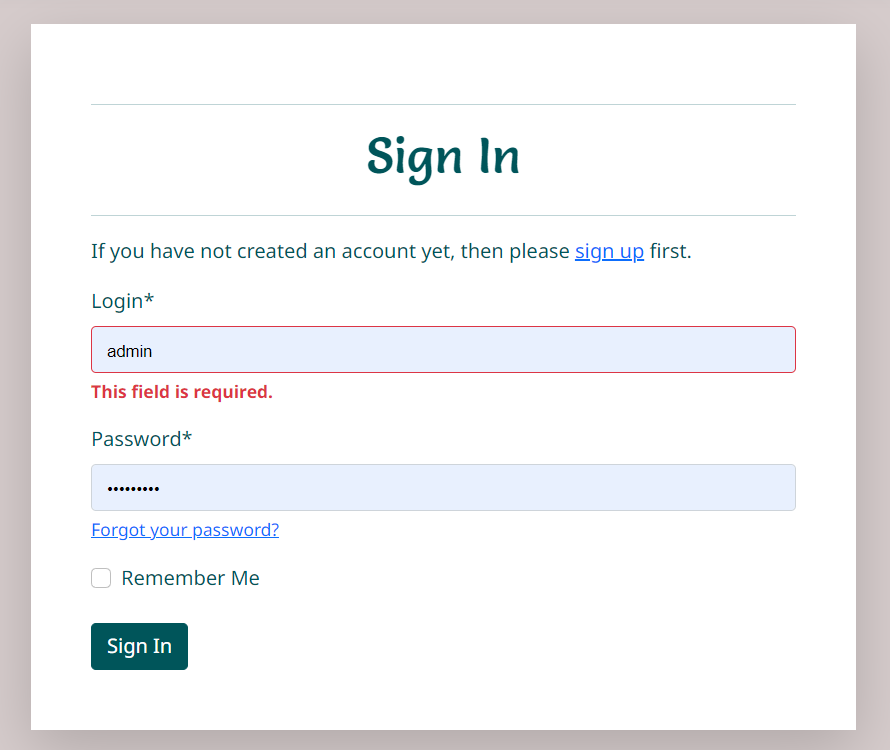 Sign In
If you have not created an account yet, then please sign up first.
Login*
admin
This field is required.
Password*
•••••••••
Forgot your password?
Remember Me
Sign In